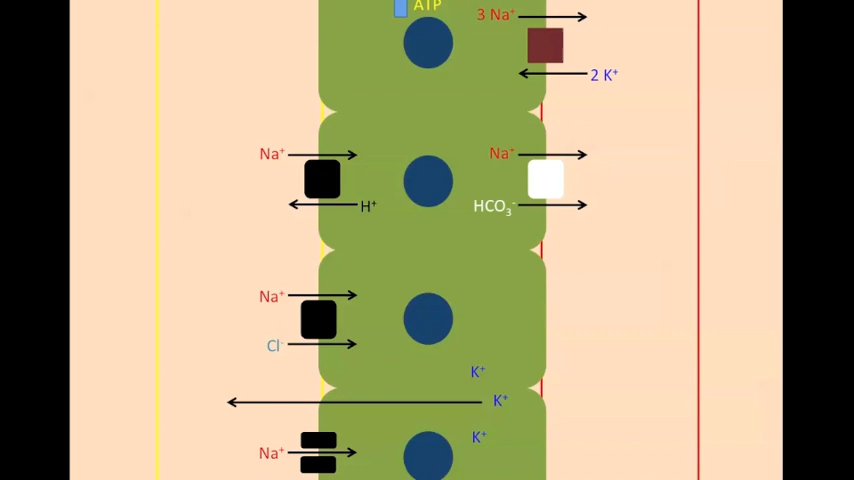 ATP
3 Na⁺
2 K⁺
Na⁺
Na⁺
H⁺
HCO₃⁻
Na⁺
Cl⁻
K⁺
K⁺
K⁺
Na⁺